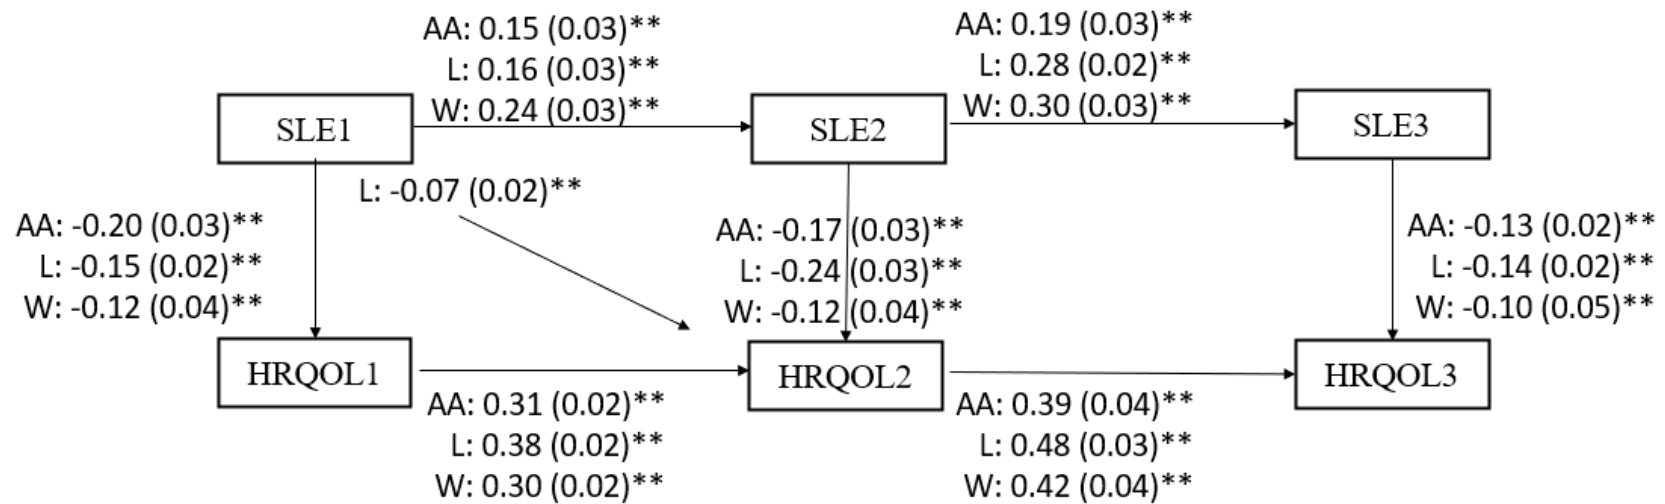 AA: 0.15 (0.03)**
L: 0.16 (0.03)**
W: 0.24 (0.03)**
AA: 0.19 (0.03)**
L: 0.28 (0.02)**
W: 0.30 (0.03)**
SLE1
SLE2
SLE3
L: -0.07 (0.02)**
AA: -0.20 (0.03)**
L: -0.15 (0.02)**
W: -0.12 (0.04)**
AA: -0.17 (0.03)**
L: -0.24 (0.03)**
W: -0.12 (0.04)**
AA: -0.13 (0.02)**
L: -0.14 (0.02)**
W: -0.10 (0.05)**
HRQOL1
HRQOL2
HRQOL3
AA: 0.31 (0.02)**
L: 0.38 (0.02)**
W: 0.30 (0.02)**
AA: 0.39 (0.04)**
L: 0.48 (0.03)**
W: 0.42 (0.04)**